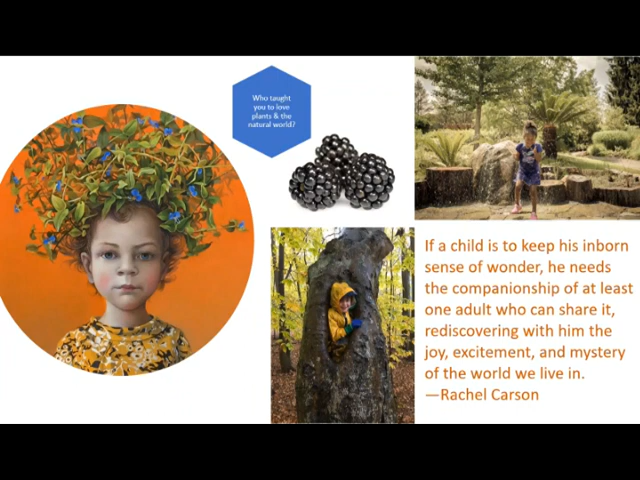 Who taught
you to love
plants & the
natural world?
If a child is to keep his inborn
sense of wonder, he needs
the companionship of at least
one adult who can share it,
rediscovering with him the
joy, excitement, and mystery
of the world we live in.
—Rachel Carson